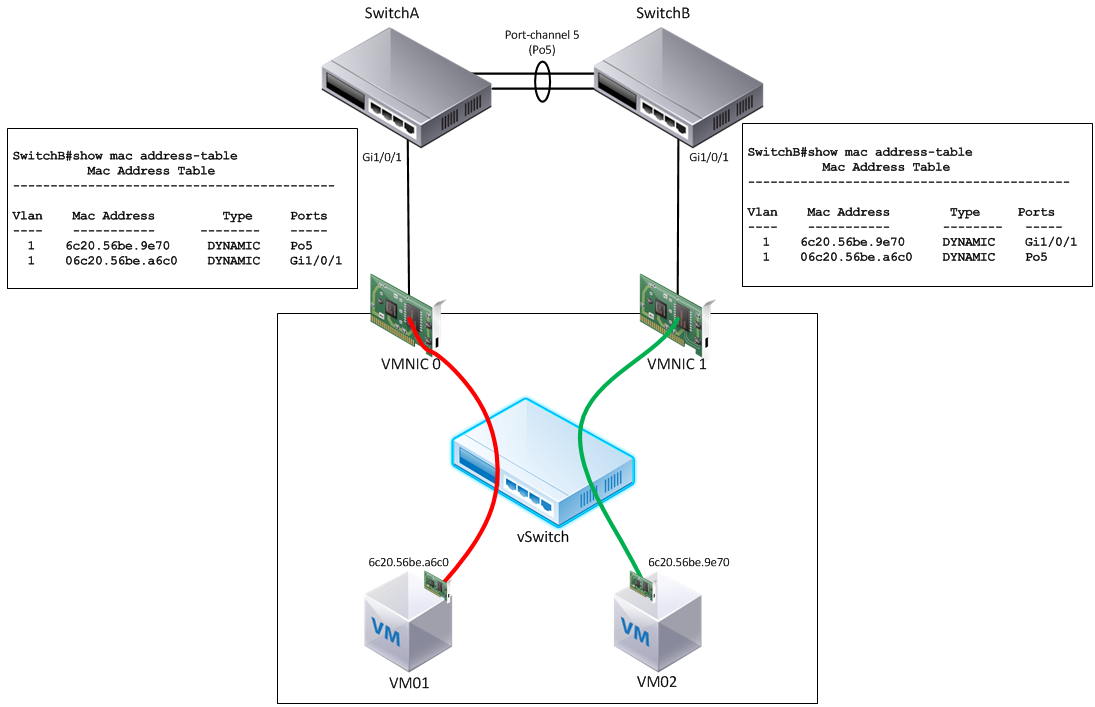 SwitchA
SwitchB
Port-channel 5
(Po5)
SwitchB#show mac address-table
Mac Address Table
-------------------------------------------
Vlan Mac Address Type Ports
---- ----------- -------- -----
1 6c20.56be.9e70 DYNAMIC Po5
1 06c20.56be.a6c0 DYNAMIC Gi1/0/1
Gi1/0/1
Gi1/0/1
SwitchB#show mac address-table
Mac Address Table
-------------------------------------------
Vlan Mac Address Type Ports
---- ----------- -------- -----
1 6c20.56be.9e70 DYNAMIC Gi1/0/1
1 06c20.56be.a6c0 DYNAMIC Po5
VMNIC 0
VMNIC 1
vSwitch
6c20.56be.a6c0
6c20.56be.9e70
VM
VM
VM01
VM02